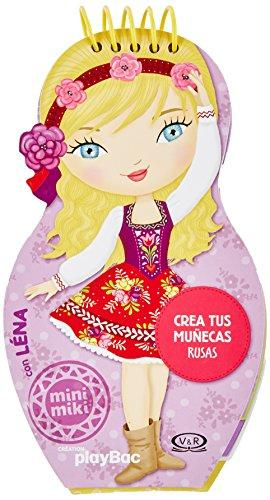 CREA TUS
MUÑECAS
RUSAS
con LÉNA
mini
miki
CRÉATION
playBac
V&R